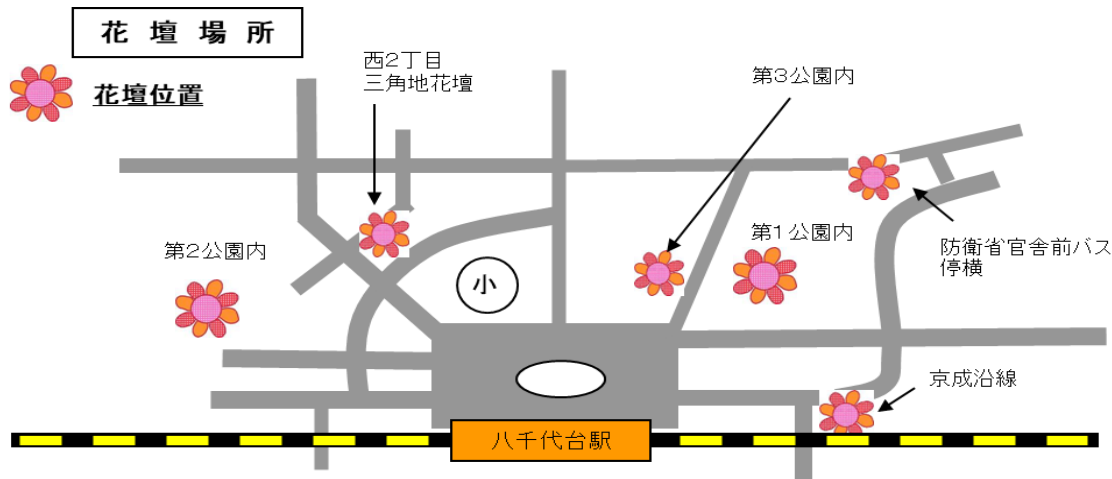 花 壇 場 所
花壇位置
西２丁目
三角地花壇
第３公園内
第２公園内
第１公園内
防衛省官舎前バス
停横
小
京成沿線
八千代台駅